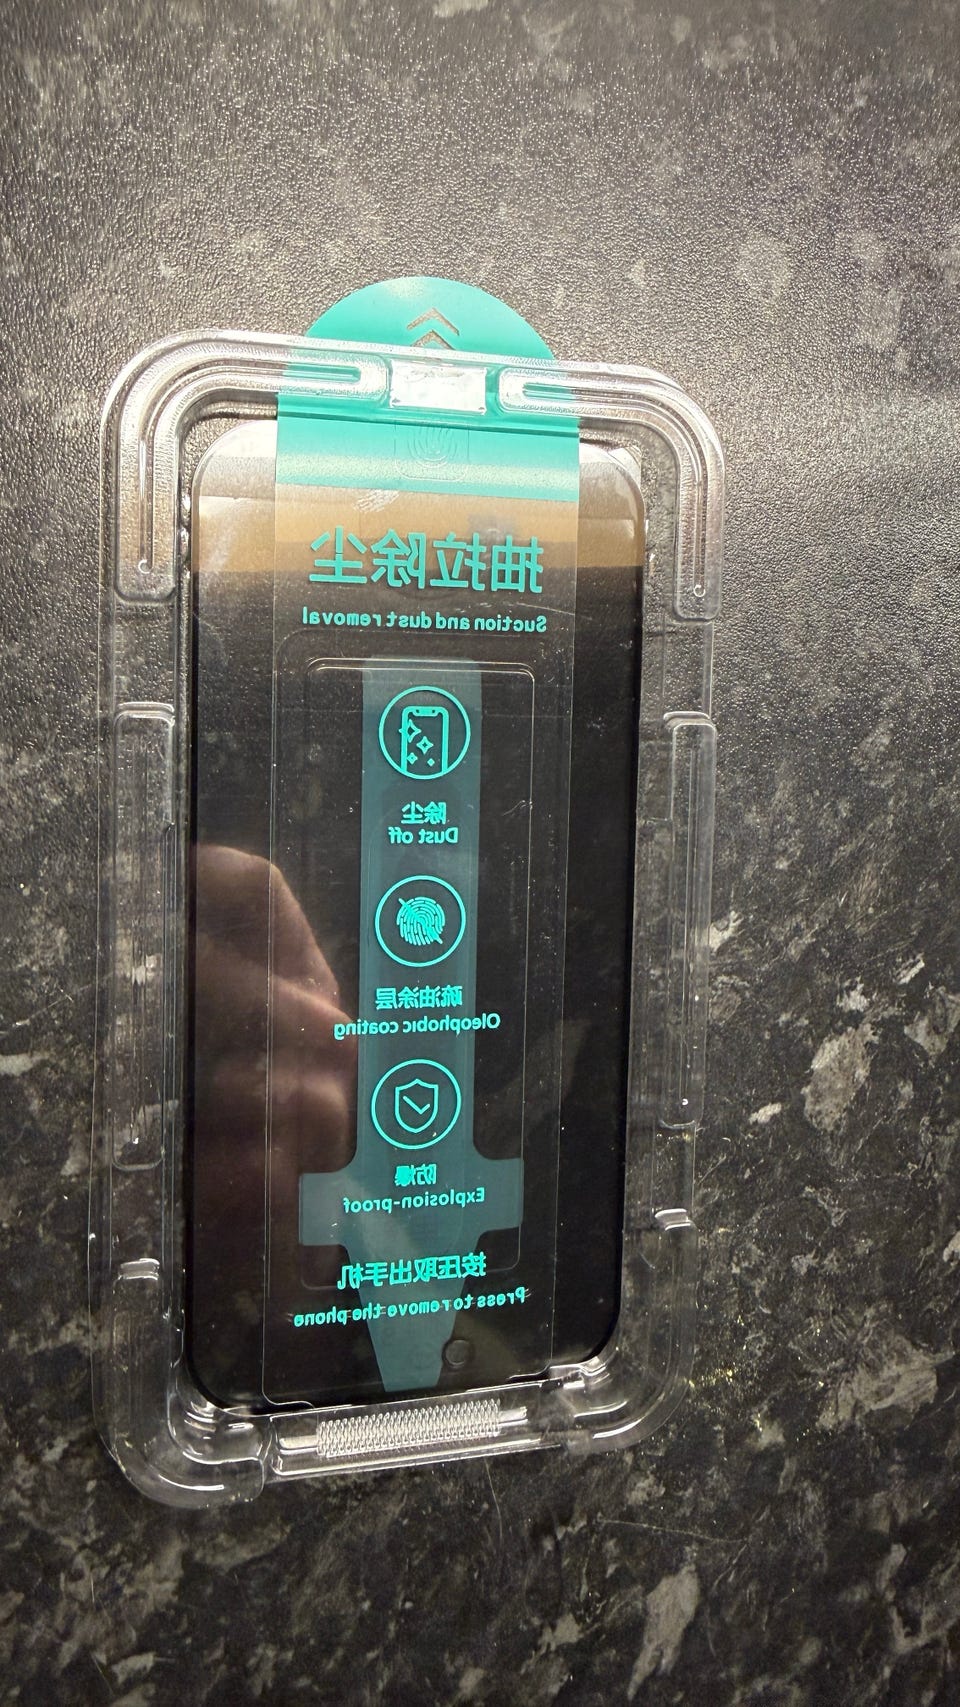 抽拉除尘
Suction and dust removal
除尘
Dust off
疏油涂层
Oleophobic coating
防爆
Explosion-proof
按压取出手机
Press to remove the phone